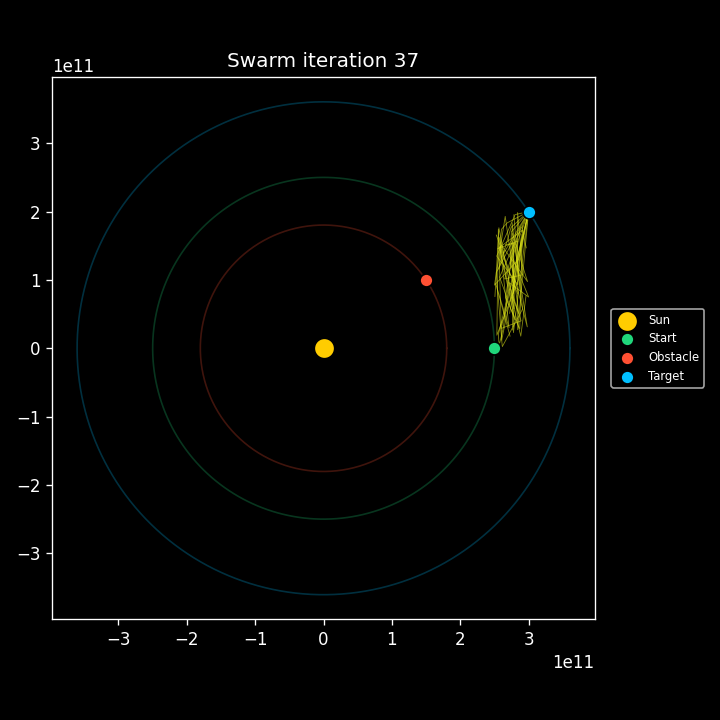 Swarm iteration 37
1e11
3
2
1
0
−1
−2
−3
−3 −2 −1 0 1 2 3
1e11
Sun
Start
Obstacle
Target